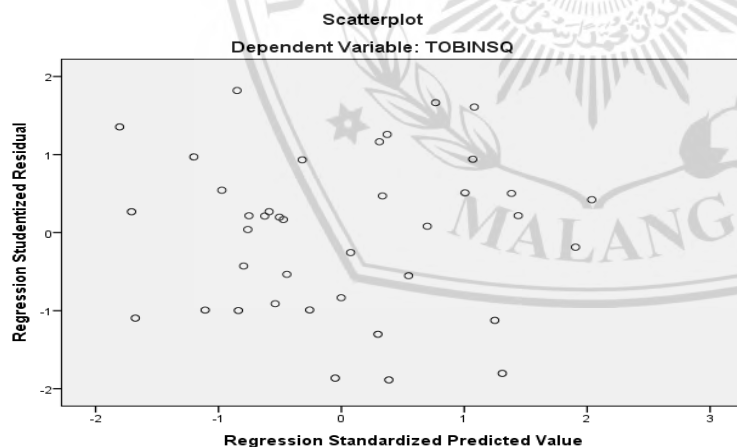 Scatterplot
Dependent Variable: TOBINSQ
Regression Studentized Residual
2
1
0
-1
-2
-2
-1
0
1
2
3
Regression Standardized Predicted Value
MALANG